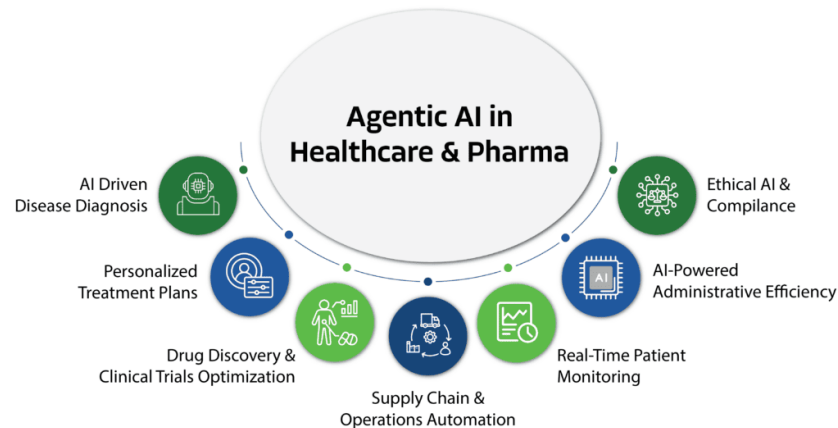 Agentic AI in
Healthcare & Pharma
AI Driven
Disease Diagnosis
Personalized
Treatment Plans
Drug Discovery &
Clinical Trials Optimization
Supply Chain &
Operations Automation
Real-Time Patient
Monitoring
AI
AI-Powered
Administrative Efficiency
Ethical AI &
Compilance